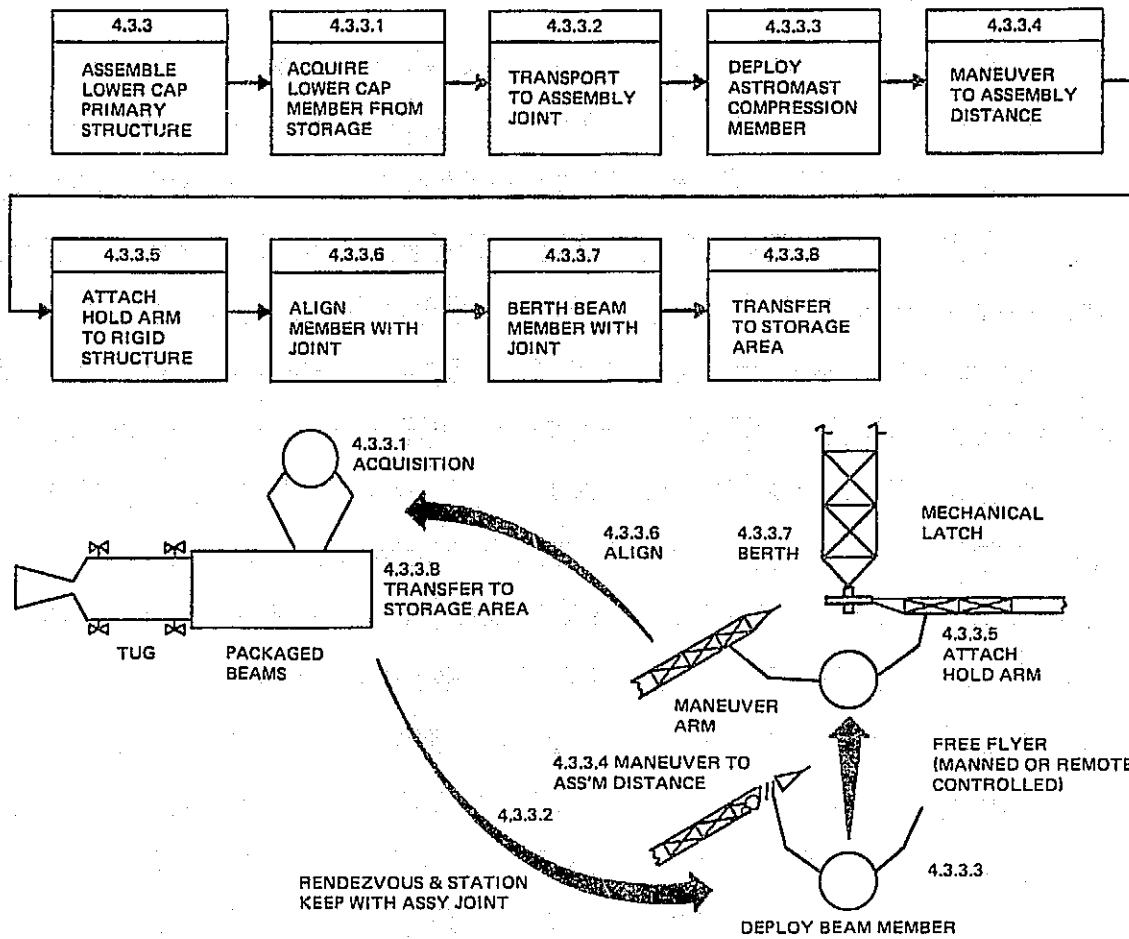 4.3.3
ASSEMBLE
LOWER CAP
PRIMARY
STRUCTURE
4.3.3.1
ACQUIRE
LOWER CAP
MEMBER FROM
STORAGE
4.3.3.2
TRANSPORT
TO ASSEMBLY
JOINT
4.3.3.3
DEPLOY
ASTROMAST
COMPRESSION
MEMBER
4.3.3.4
MANEUVER
TO ASSEMBLY
DISTANCE
4.3.3.5
ATTACH
HOLD ARM
TO RIGID
STRUCTURE
4.3.3.6
ALIGN
MEMBER WITH
JOINT
4.3.3.7
BERTH BEAM
MEMBER WITH
JOINT
4.3.3.8
TRANSFER
TO STORAGE
AREA
4.3.3.1
ACQUISITION
4.3.3.6
ALIGN
4.3.3.7
BERTH
MECHANICAL
LATCH
4.3.3.8
TRANSFER TO
STORAGE AREA
TUG
PACKAGED
BEAMS
4.3.3.5
ATTACH
HOLD ARM
MANEUVER
ARM
4.3.3.4 MANEUVER TO
ASS'M DISTANCE
FREE FLYER
(MANNED OR REMOTE
CONTROLLED)
4.3.3.2
4.3.3.3
RENDEZVOUS & STATION
KEEP WITH ASSY JOINT
DEPLOY BEAM MEMBER